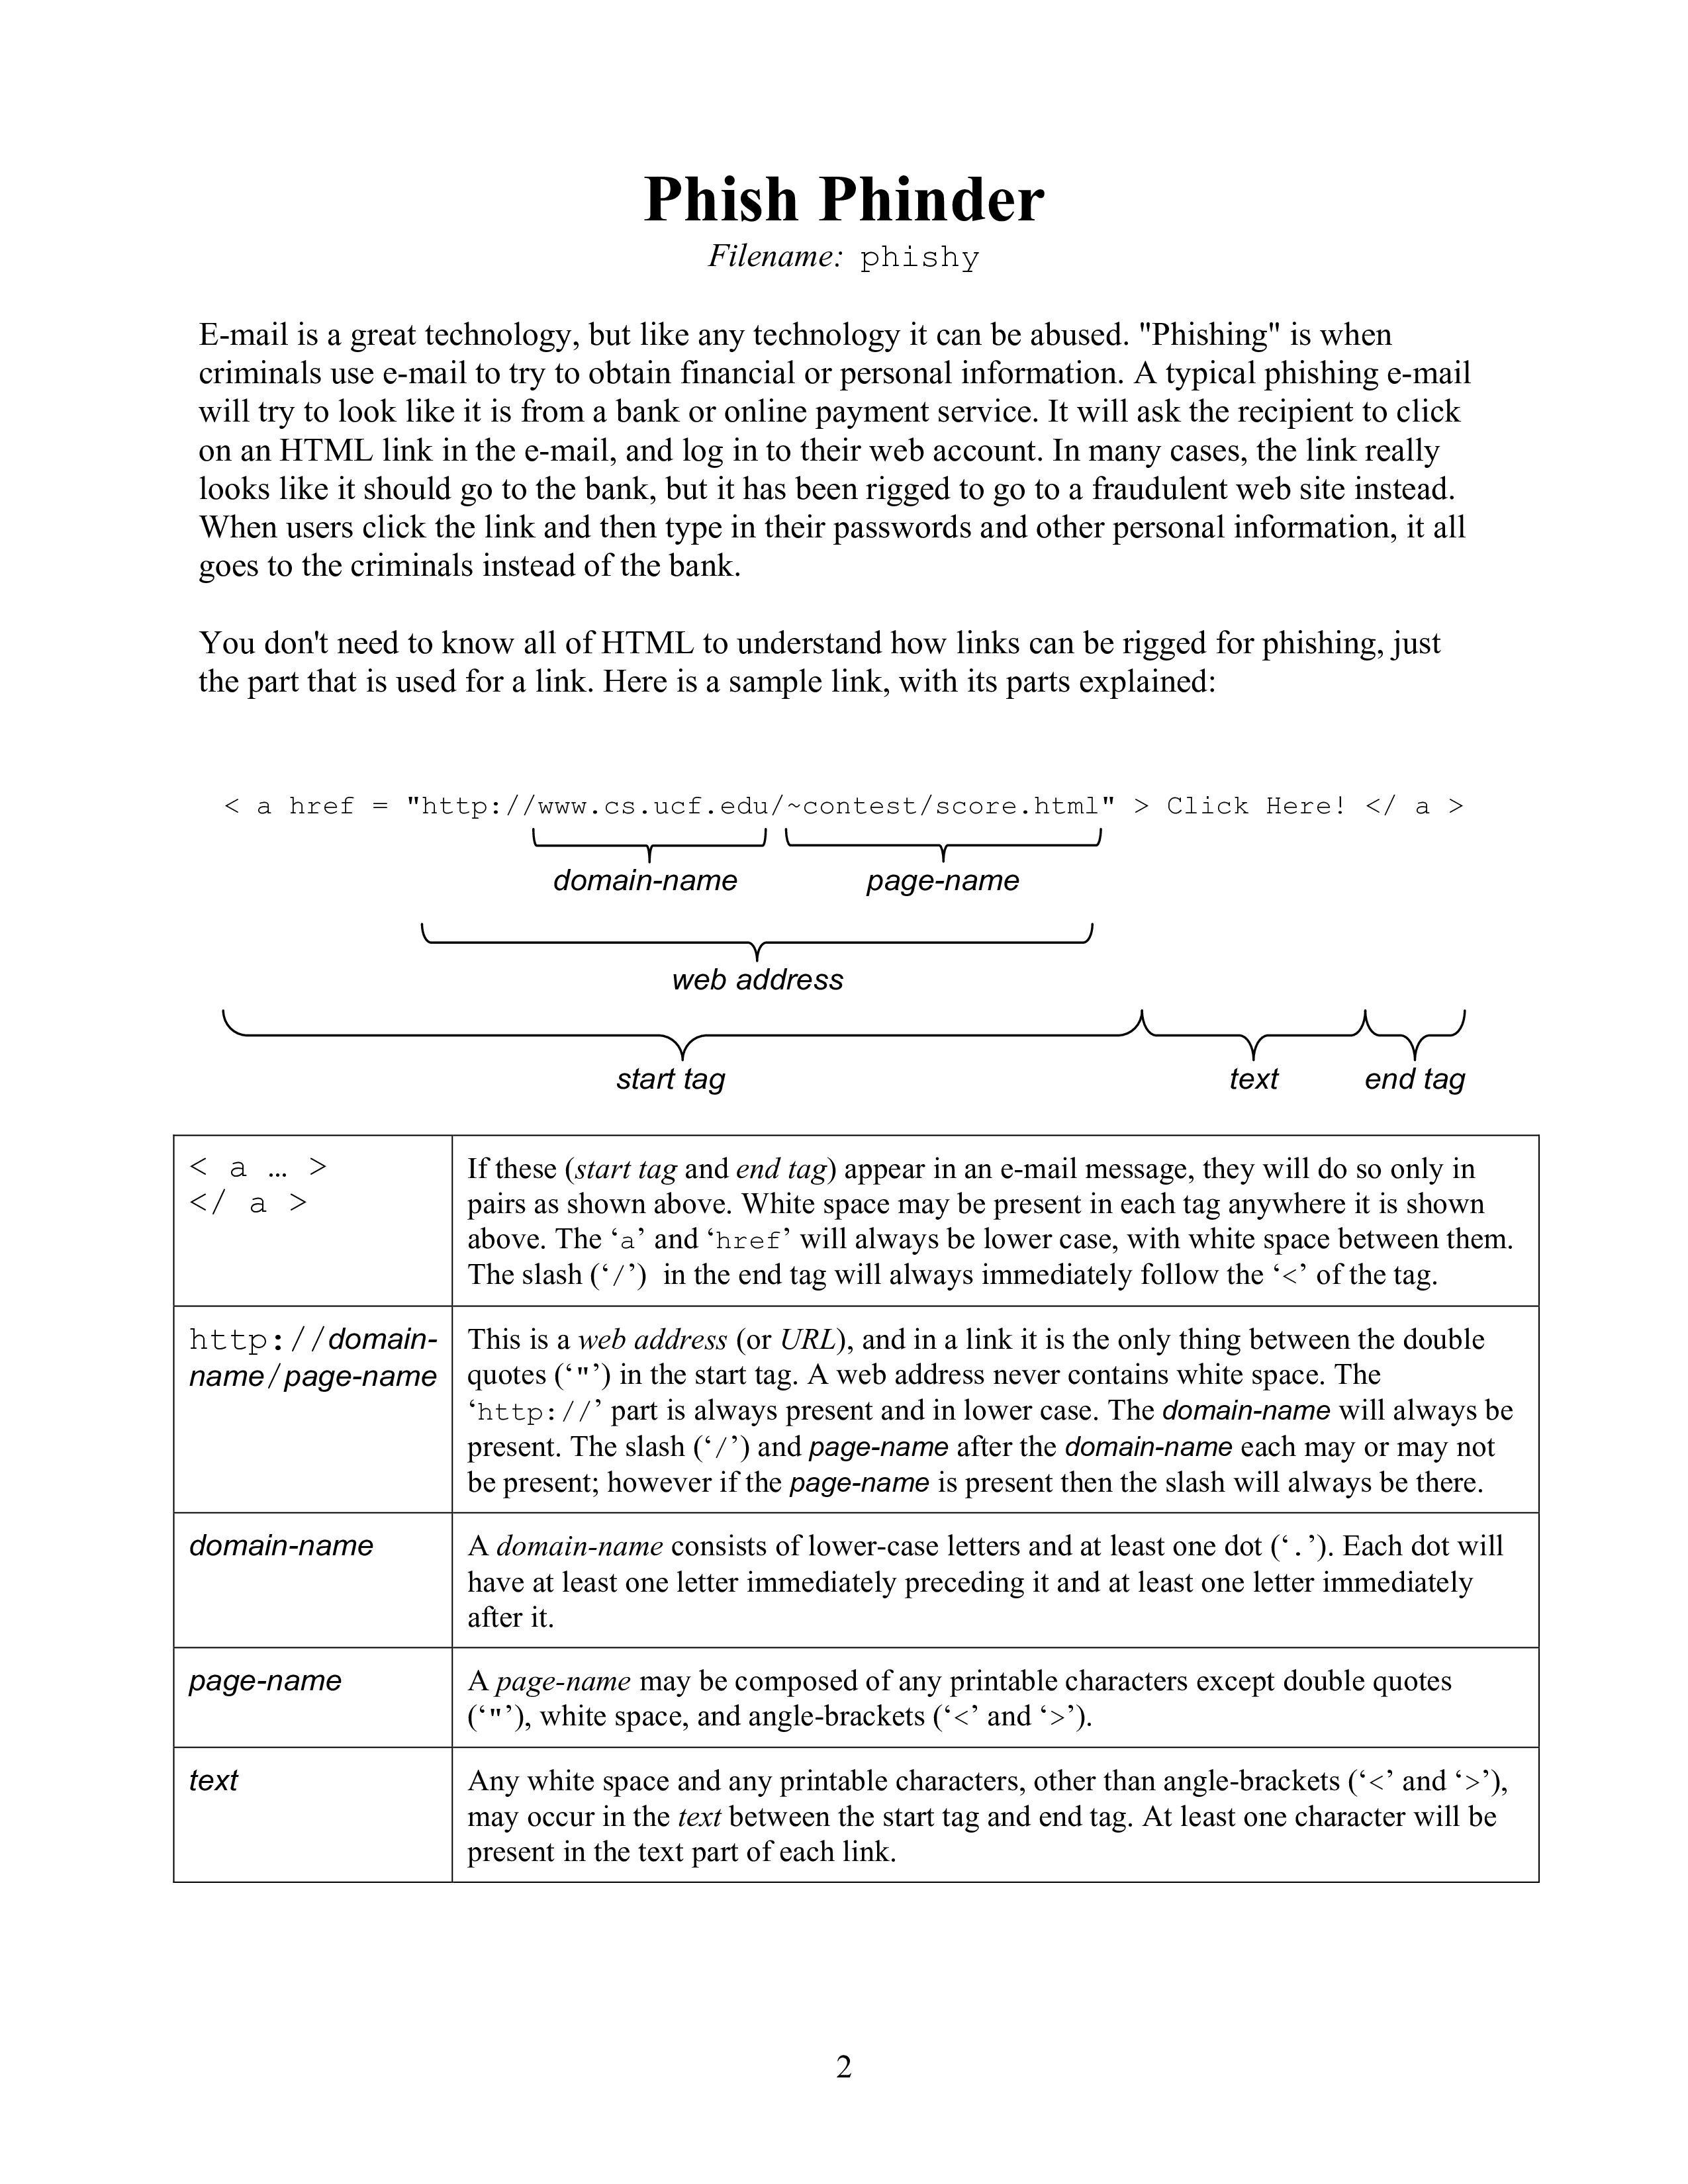 Phish Phinder
Filename: phishy
E-mail is a great technology, but like any technology it can be abused. "Phishing" is when
criminals use e-mail to try to obtain financial or personal information. A typical phishing e-mail
will try to look like it is from a bank or online payment service. It will ask the recipient to click
on an HTML link in the e-mail, and log in to their web account. In many cases, the link really
looks like it should go to the bank, but it has been rigged to go to a fraudulent web site instead.
When users click the link and then type in their passwords and other personal information, it all
goes to the criminals instead of the bank.
You don't need to know all of HTML to understand how links can be rigged for phishing, just
the part that is used for a link. Here is a sample link, with its parts explained:
< a href = "http://www.cs.ucf.edu/~contest/score.html" > Click Here! </ a >
domain-name page-name
web address
start tag text end tag
< a … >
</ a >
If these (start tag and end tag) appear in an e-mail message, they will do so only in
pairs as shown above. White space may be present in each tag anywhere it is shown
above. The ‘a’ and ‘href’ will always be lower case, with white space between them.
The slash (‘/’) in the end tag will always immediately follow the ‘<’ of the tag.
http://domain-
name/page-name
This is a web address (or URL), and in a link it is the only thing between the double
quotes (‘"’) in the start tag. A web address never contains white space. The
‘http://’ part is always present and in lower case. The domain-name will always be
present. The slash (‘/’) and page-name after the domain-name each may or may not
be present; however if the page-name is present then the slash will always be there.
domain-name
A domain-name consists of lower-case letters and at least one dot (‘.’). Each dot will
have at least one letter immediately preceding it and at least one letter immediately
after it.
page-name
A page-name may be composed of any printable characters except double quotes
(‘"’), white space, and angle-brackets (‘<’ and ‘>’).
text
Any white space and any printable characters, other than angle-brackets (‘<’ and ‘>’),
may occur in the text between the start tag and end tag. At least one character will be
present in the text part of each link.
2